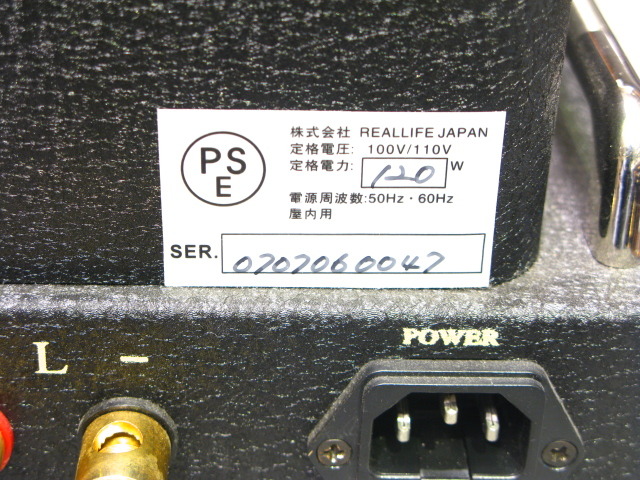 PS
E
株式会社 REALLIFE JAPAN
定格電圧: 100V/110V
定格電力: 120 W
電源周波数:50Hz・60Hz
屋内用
SER. 0707060047
POWER
L −